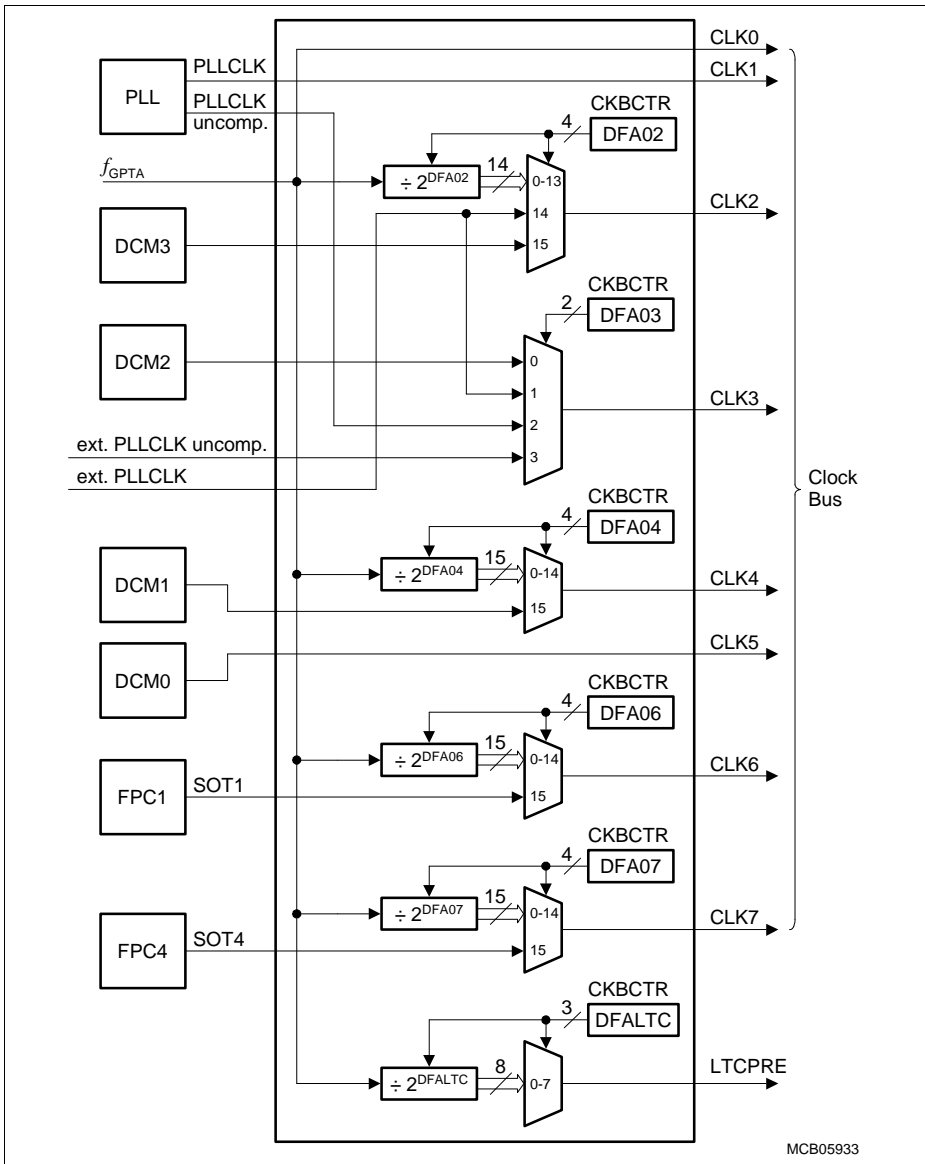 CLK0
PLLCLK
CLK1
PLL
PLLCLK
uncomp.
CKBCTR
4
DFA02
fGPTA
÷ 2^DFA02
14
0-13
14
CLK2
DCM3
15
CKBCTR
2
DFA03
DCM2
0
1
CLK3
2
ext. PLLCLK uncomp.
3
ext. PLLCLK
Clock
Bus
CKBCTR
4
DFA04
15
÷ 2^DFA04
0-14
DCM1
15
CLK4
CLK5
DCM0
CKBCTR
4
DFA06
15
÷ 2^DFA06
0-14
CLK6
FPC1
SOT1
15
CKBCTR
4
DFA07
15
÷ 2^DFA07
0-14
CLK7
FPC4
SOT4
15
CKBCTR
3
DFALTC
8
÷ 2^DFALTC
0-7
LTCPRE
MCB05933